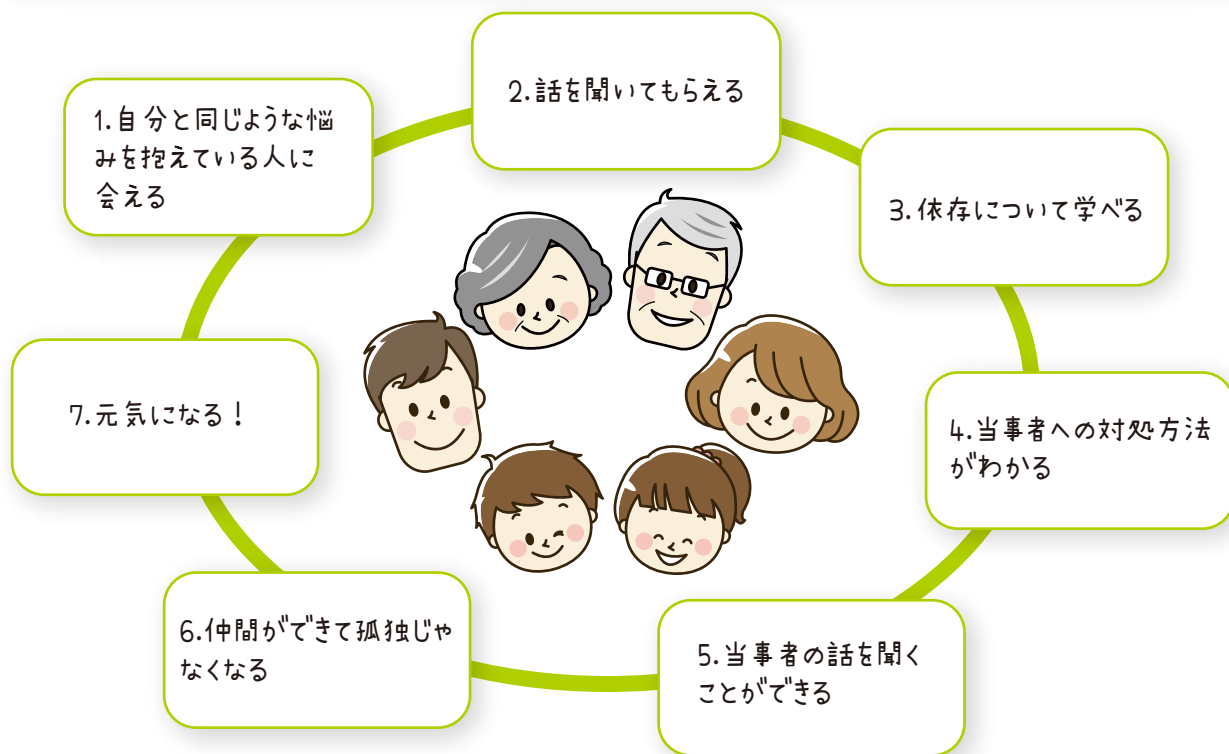 1.自分と同じような悩
みを抱えている人に
会える
2.話を聞いてもらえる
3.依存について学べる
4.当事者への対処方法
がわかる
5.当事者の話を聞く
ことができる
6.仲間ができて孤独じゃ
なくなる
7.元気になる！